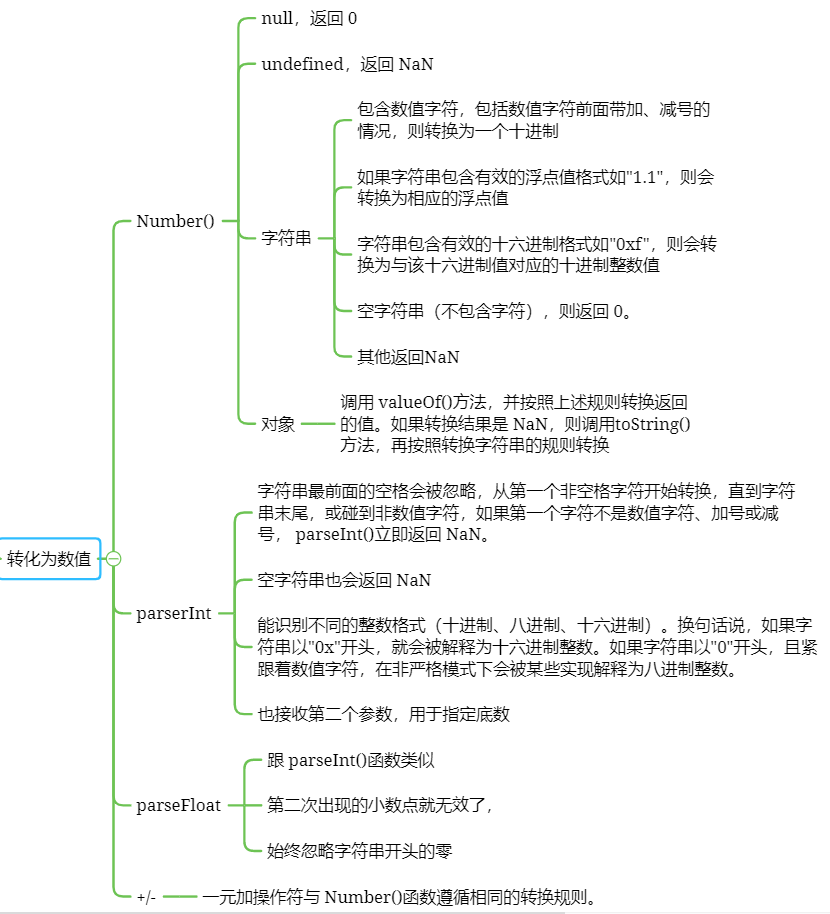 null，返回 0
undefined，返回 NaN
包含数值字符，包括数值字符前面带加、减号的
情况，则转换为一个十进制
如果字符串包含有效的浮点值格式如"1.1"，则会
转换为相应的浮点值
Number()
字符串
字符串包含有效的十六进制格式如"0xf"，则会转
换为与该十六进制值对应的十进制整数值
空字符串（不包含字符），则返回 0。
其他返回NaN
对象
调用 valueOf()方法，并按照上述规则转换返回
的值。如果转换结果是 NaN，则调用toString()
方法，再按照转换字符串的规则转换
转化为数值
字符串最前面的空格会被忽略，从第一个非空格字符开始转换，直到字符
串末尾，或碰到非数值字符，如果第一个字符不是数值字符、加号或减
号， parseInt()立即返回 NaN。
空字符串也会返回 NaN
parserInt
能识别不同的整数格式（十进制、八进制、十六进制）。换句话说，如果字
符串以"0x"开头，就会被解释为十六进制整数。如果字符串以"0"开头，且紧
跟着数值字符，在非严格模式下会被某些实现解释为八进制整数。
也接收第二个参数，用于指定底数
跟 parseInt()函数类似
parseFloat
第二次出现的小数点就无效了，
始终忽略字符串开头的零
+/-
一元加操作符与 Number()函数遵循相同的转换规则。